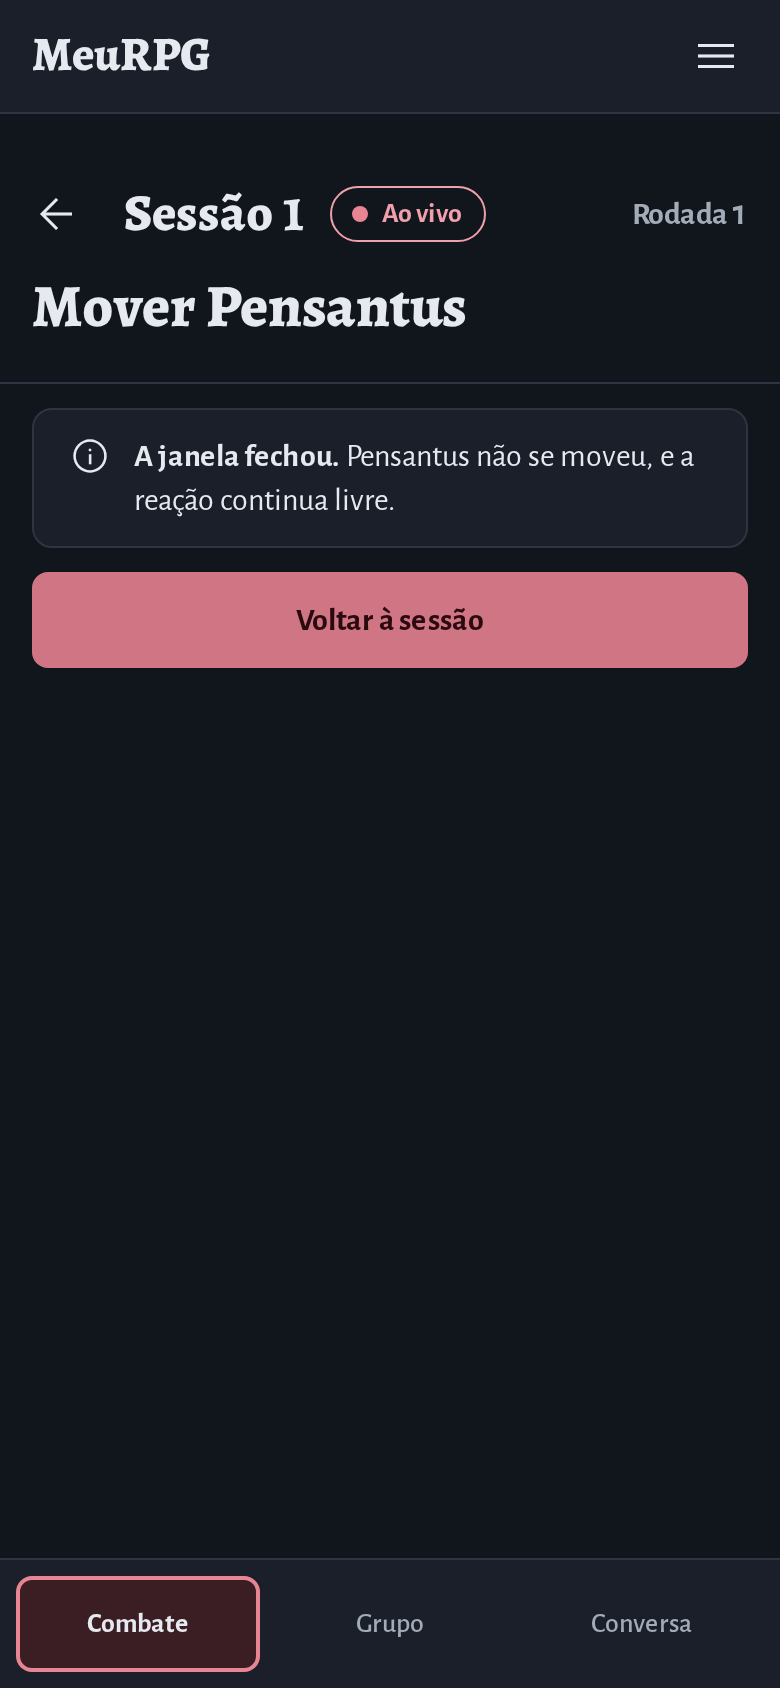 MeuRPG
Sessão 1
Ao vivo
Rodada 1
Mover Pensantus
A janela fechou. Pensantus não se moveu, e a
reação continua livre.
Voltar à sessão
Combate
Grupo
Conversa